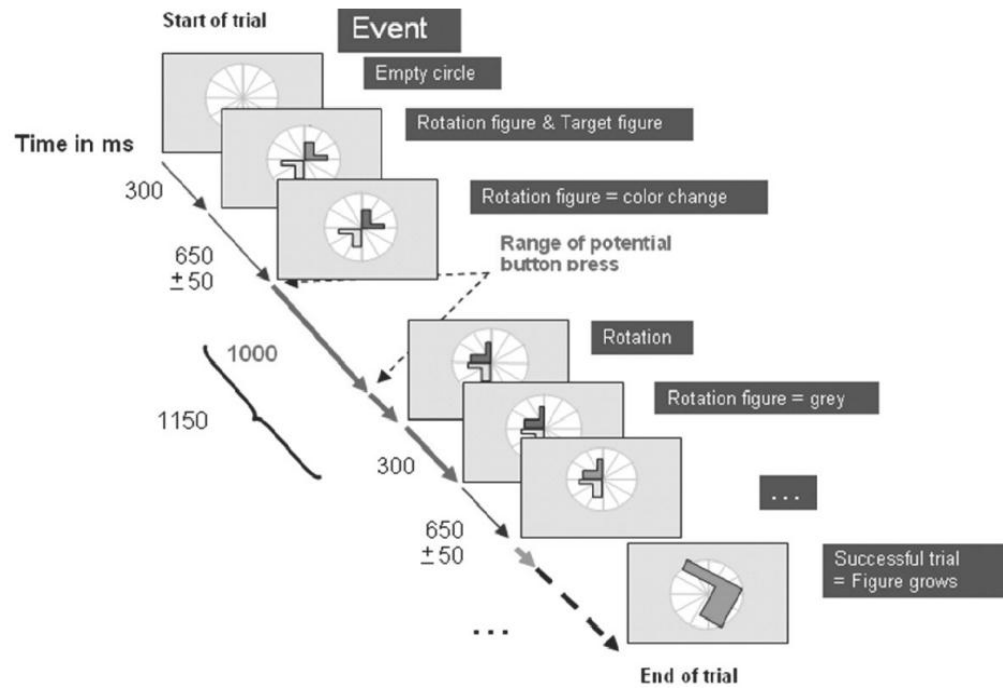 Start of trial
Event
Empty circle
Rotation figure & Target figure
Time in ms
300
Rotation figure = color change
650
±50
Range of potential
button press
1000
Rotation
1150
Rotation figure = grey
300
...
650
±50
Successful trial
= Figure grows
...
End of trial